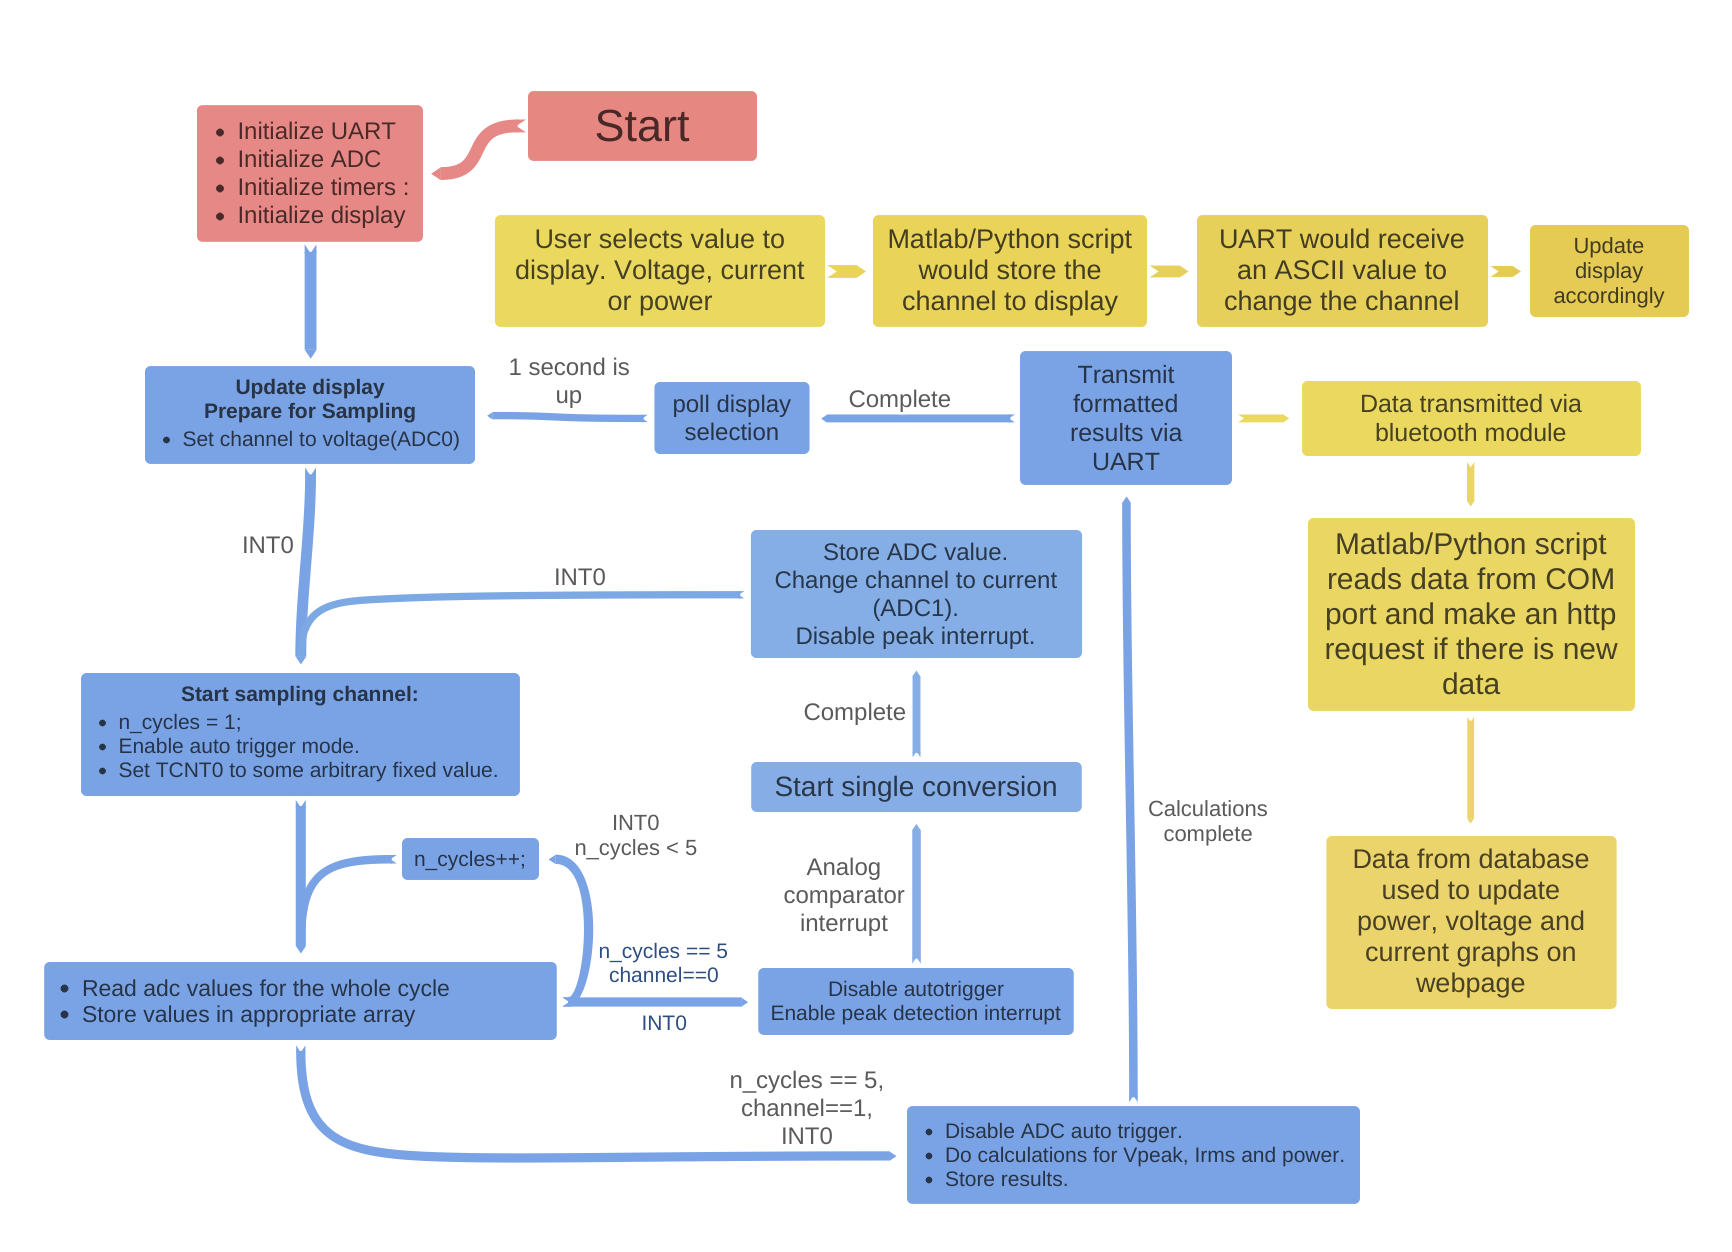 Start
• Initialize UART
• Initialize ADC
• Initialize timers :
• Initialize display
User selects value to
display. Voltage, current
or power
Matlab/Python script
would store the
channel to display
UART would receive
an ASCII value to
change the channel
Update
display
accordingly
Update display
Prepare for Sampling
• Set channel to voltage(ADC0)
1 second is
up
poll display
selection
Complete
Transmit
formatted
results via
UART
Data transmitted via
bluetooth module
INT0
INT0
Store ADC value.
Change channel to current
(ADC1).
Disable peak interrupt.
Matlab/Python script
reads data from COM
port and make an http
request if there is new
data
Start sampling channel:
• n_cycles = 1;
• Enable auto trigger mode.
• Set TCNT0 to some arbitrary fixed value.
Complete
Start single conversion
Calculations
complete
n_cycles++;
INT0
n_cycles < 5
Analog
comparator
interrupt
Data from database
used to update
power, voltage and
current graphs on
webpage
n_cycles == 5
channel==0
INT0
Disable autotrigger
Enable peak detection interrupt
• Read adc values for the whole cycle
• Store values in appropriate array
n_cycles == 5,
channel==1,
INT0
• Disable ADC auto trigger.
• Do calculations for Vpeak, Irms and power.
• Store results.